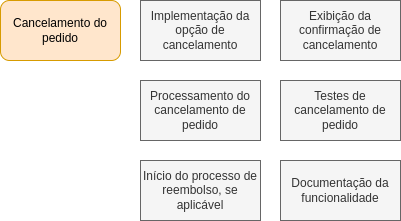 Cancelamento do
pedido
Implementação da
opção de
cancelamento
Exibição da
confirmação de
cancelamento
Processamento do
cancelamento de
pedido
Testes de
cancelamento de
pedido
Início do processo de
reembolso, se
aplicável
Documentação da
funcionalidade